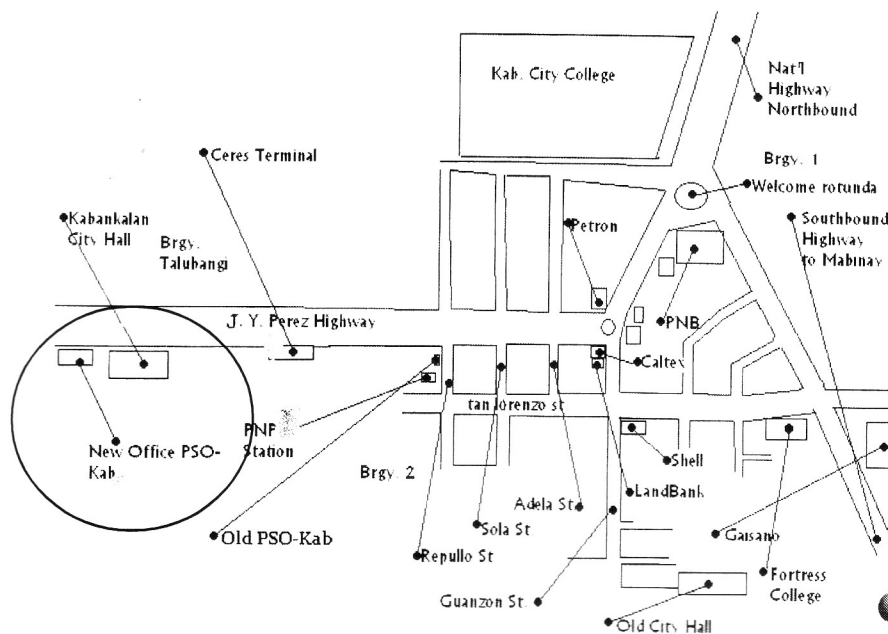 Kab. City College
Nat'l
Highway
Northbound
Ceres Terminal
Brgy. 1
Welcome rotunda
Kabankalan
City Hall
Brgy.
Talubangi
Petron
Southbound
Highway
to Mabinay
J. Y. Perez Highway
PNB
Caltex
tan lorenzo st
New Office PSO-
Kab
PNP
Station
Brgy. 2
Shell
Adela St
LandBank
Sola St
Old PSO-Kab
Gaisano
Repullo St
Guanzon St.
Fortress
College
Old City Hall